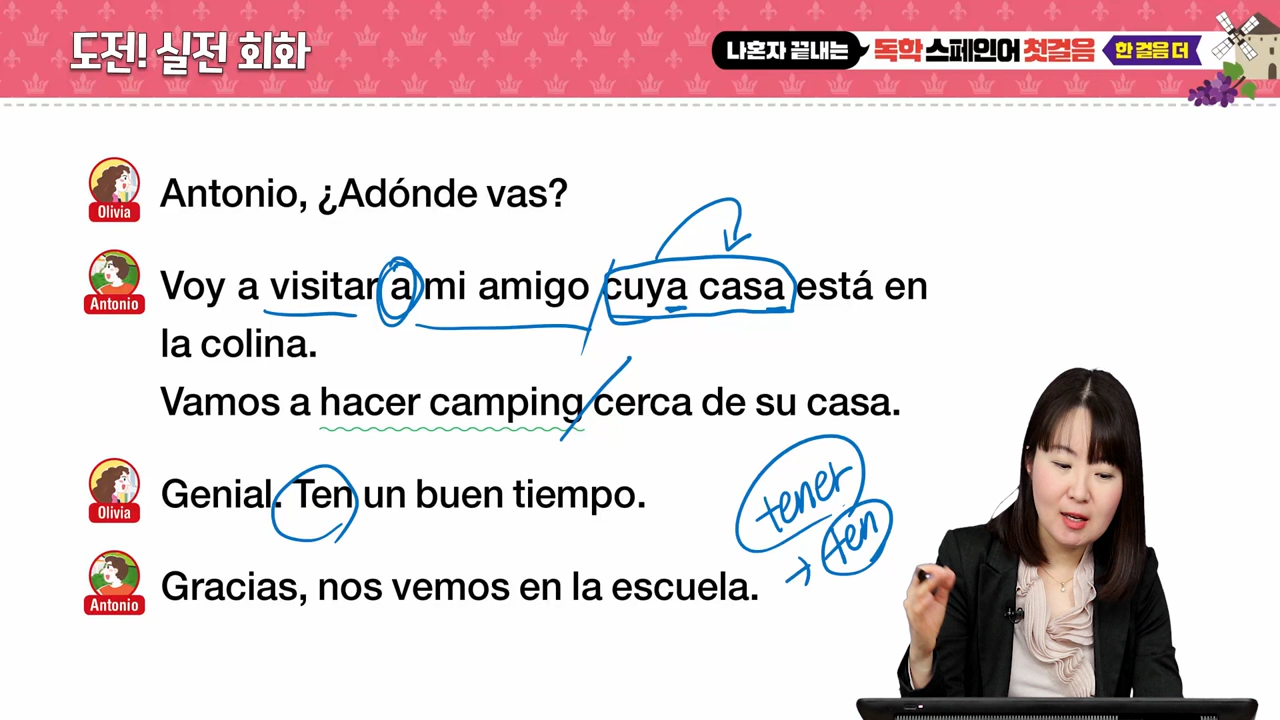 도전! 실전 회화
나혼자 끝내는 독학 스페인어 첫걸음 한 걸음 더
Olivia
Antonio, ¿Adónde vas?
Antonio
Voy a visitar a mi amigo cuya casa está en
la colina.
Vamos a hacer camping cerca de su casa.
Olivia
Genial. Ten un buen tiempo.
tener
→ ten
Antonio
Gracias, nos vemos en la escuela.